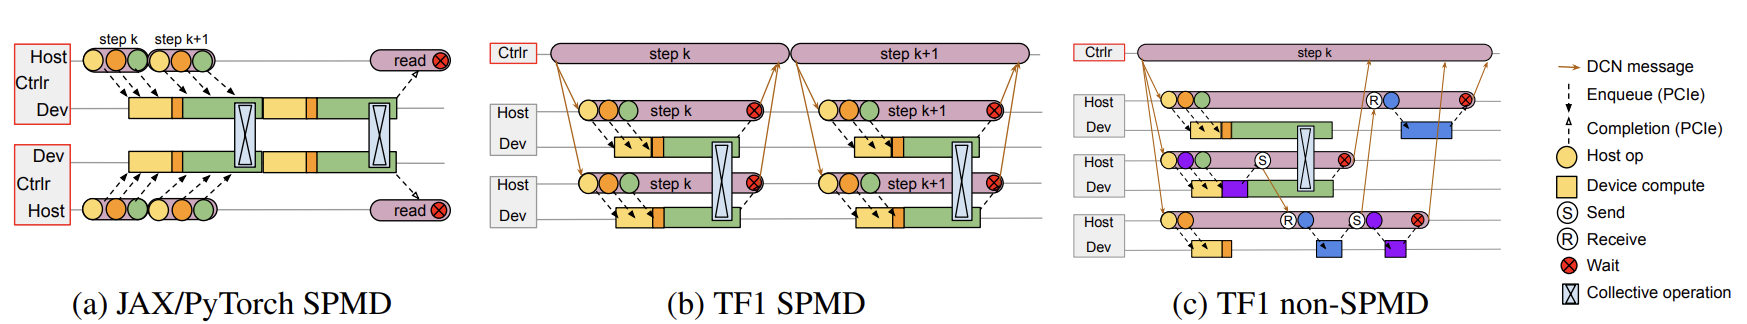 step k step k+1
Host
Ctrlr
Dev
read
Dev
Ctrlr
Host
read
(a) JAX/PyTorch SPMD
Ctrlr
step k
step k+1
Host
step k
step k+1
Dev
Host
step k
step k+1
Dev
(b) TF1 SPMD
Ctrlr
step k
Host
R
Dev
Host
S
Dev
Host
R
S
Dev
(c) TF1 non-SPMD
DCN message
Enqueue (PCIe)
Completion (PCIe)
Host op
Device compute
S Send
R Receive
Wait
Collective operation